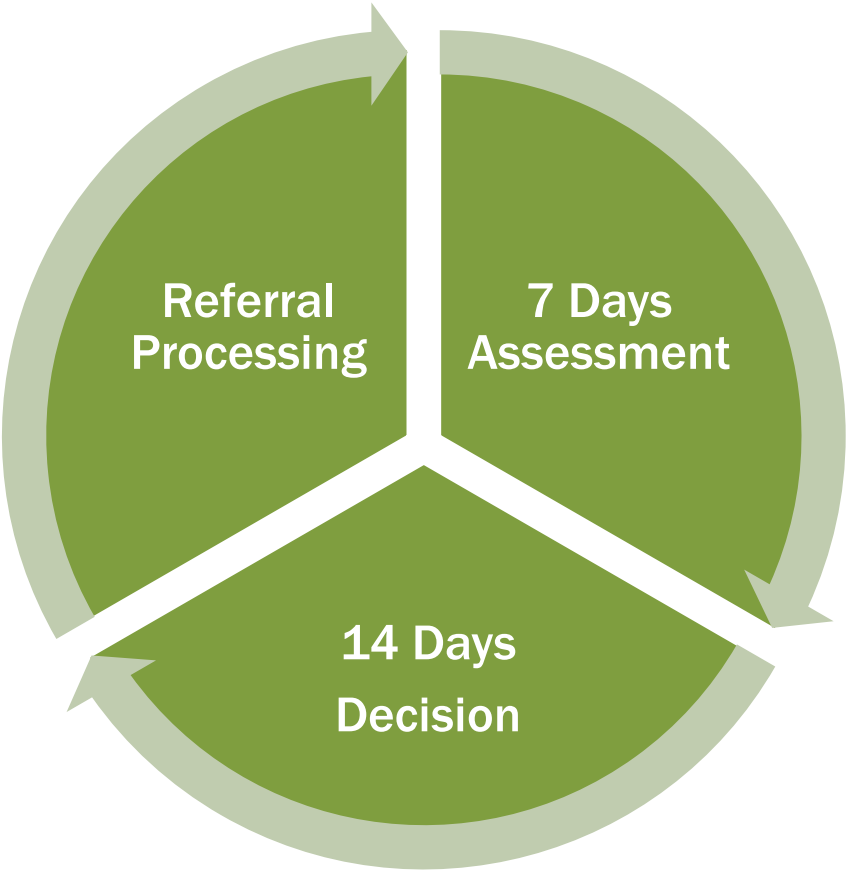 Referral
Processing
7 Days
Assessment
14 Days
Decision